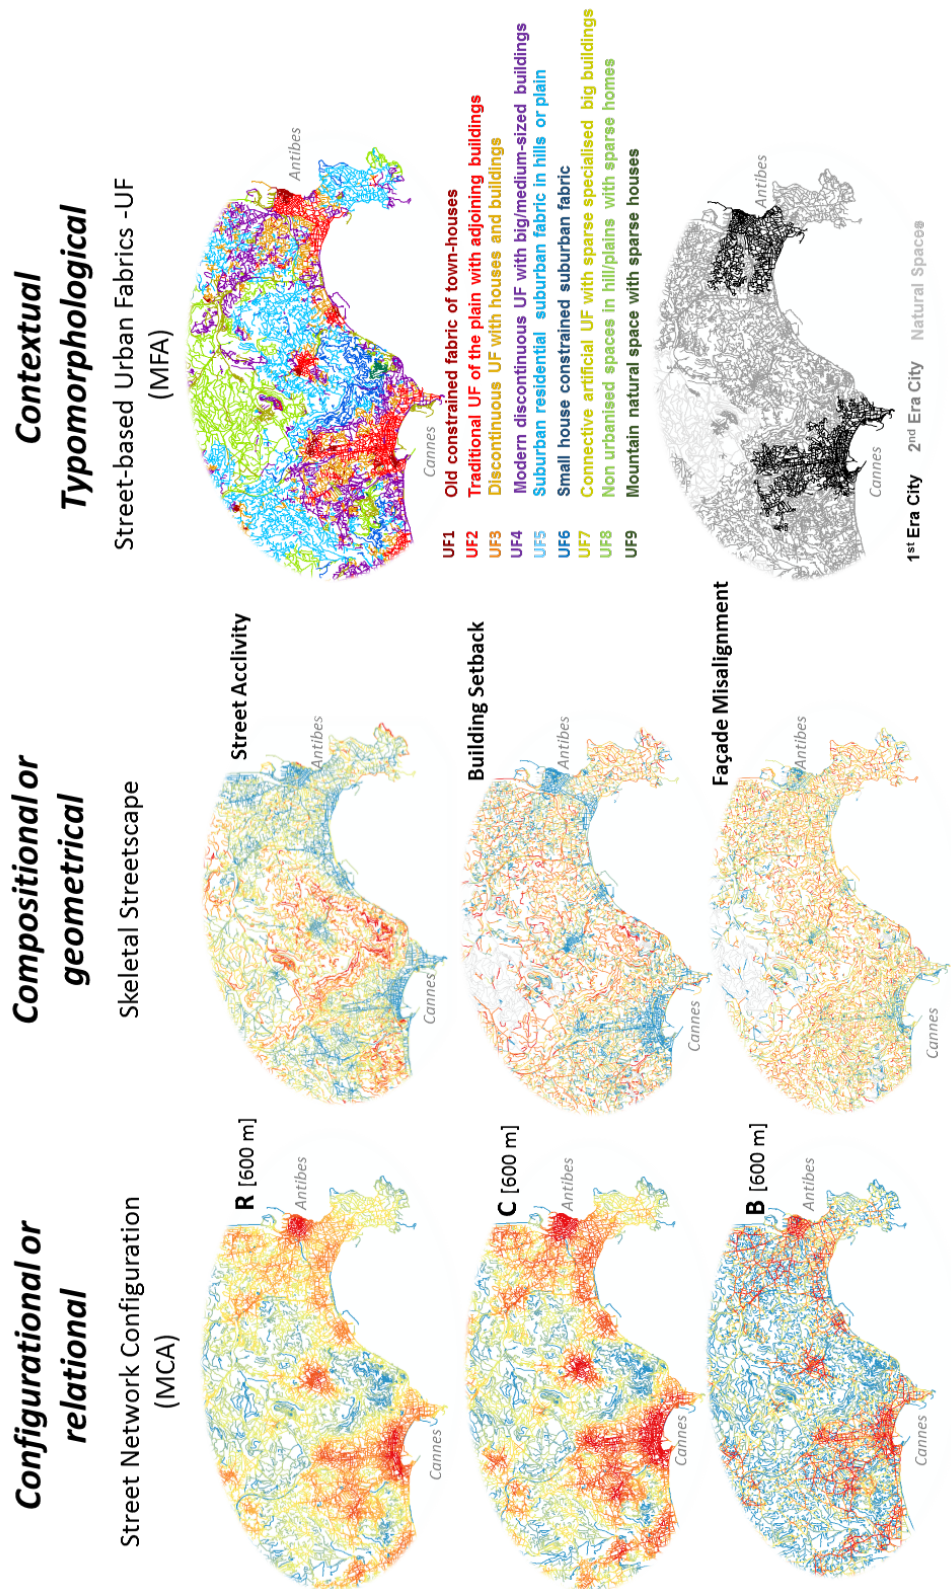 Configurational or
relational
Street Network Configuration
(MCA)
R [600 m]
Antibes
Cannes
C [600 m]
Antibes
Cannes
B [600 m]
Antibes
Cannes
Compositional or
geometrical
Skeletal Streetscape
Street Acclivity
Antibes
Cannes
Building Setback
Antibes
Cannes
Façade Misalignment
Antibes
Cannes
Contextual
Typomorphological
Street-based Urban Fabrics -UF
(MFA)
Antibes
Cannes
UF1 Old constrained fabric of town-houses
UF2 Traditional UF of the plain with adjoining buildings
UF3 Discontinuous UF with houses and buildings
UF4 Modern discontinuous UF with big/medium-sized buildings
UF5 Suburban residential suburban fabric in hills or plain
UF6 Small house constrained suburban fabric
UF7 Connective artificial UF with sparse specialised big buildings
UF8 Non urbanised spaces in hill/plains with sparse homes
UF9 Mountain natural space with sparse houses
Antibes
Cannes
1st Era City 2nd Era City Natural Spaces